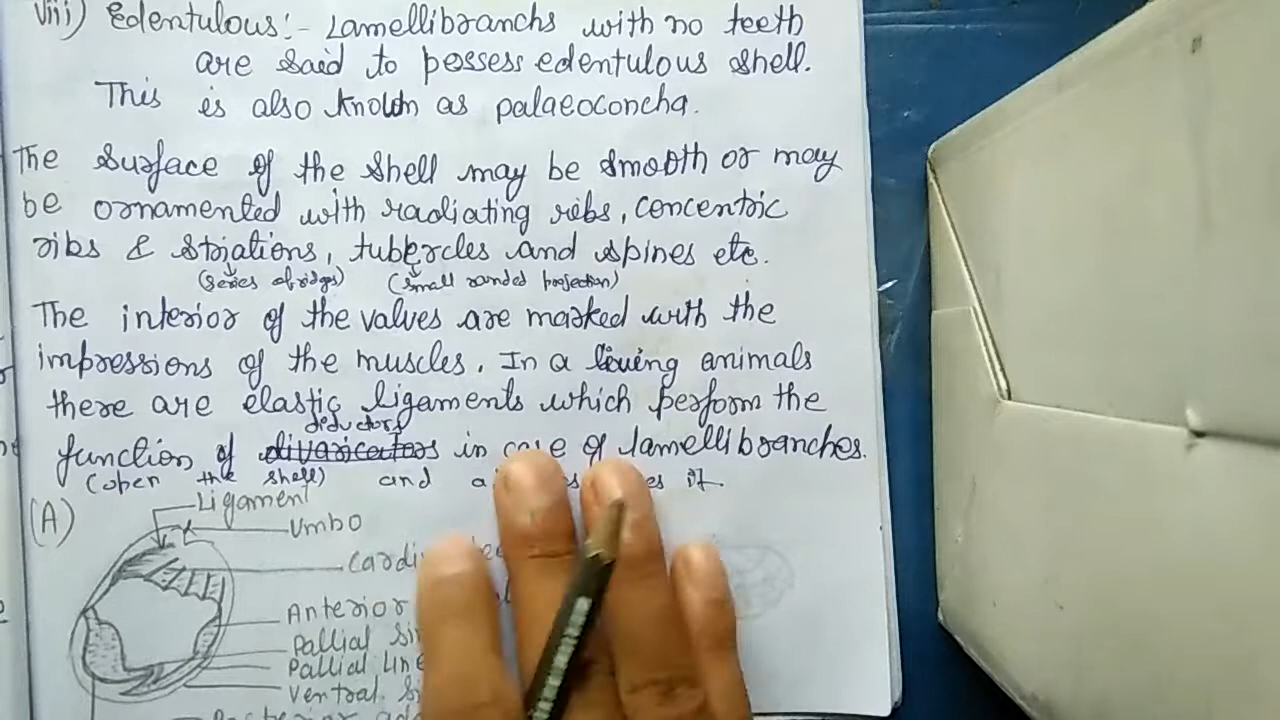 viii) Edentulous:- Lamellibranchs with no teeth
are said to possess edentulous shell.
This is also known as palaeoconcha.
The surface of the shell may be smooth or may
be ornamented with radiating ribs, concentric
ribs & striations, tubercles and spines etc.
(series of ridges) (small rounded projection)
The interior of the valves are marked with the
impressions of the muscles. In a living animals
there are elastic ligaments which perform the
deductors
function of divaricators in case of lamellibranches.
(open the shell) and it
(A)
Ligament
Umbo
Anterior
Pallial
Pallial Line
Ventral
Posterior